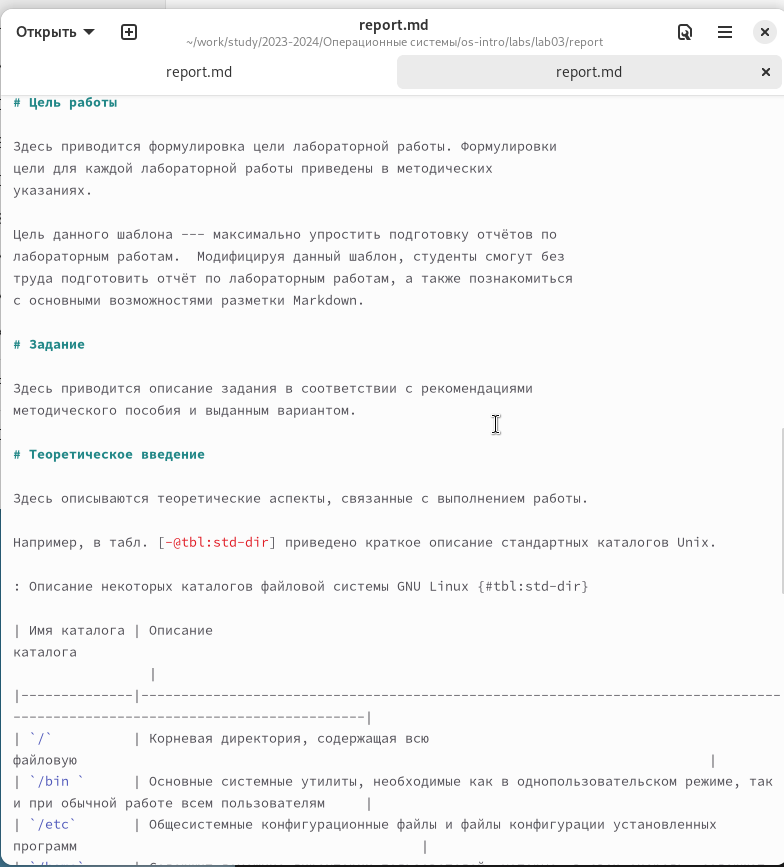 Открыть
report.md
~/work/study/2023-2024/Операционные системы/os-intro/labs/lab03/report
report.md
report.md
# Цель работы
Здесь приводится формулировка цели лабораторной работы. Формулировки
цели для каждой лабораторной работы приведены в методических
указаниях.
Цель данного шаблона --- максимально упростить подготовку отчётов по
лабораторным работам.  Модифицируя данный шаблон, студенты смогут без
труда подготовить отчёт по лабораторным работам, а также познакомиться
с основными возможностями разметки Markdown.
# Задание
Здесь приводится описание задания в соответствии с рекомендациями
методического пособия и выданным вариантом.
# Теоретическое введение
Здесь описываются теоретические аспекты, связанные с выполнением работы.
Например, в табл. [-@tbl:std-dir] приведено краткое описание стандартных каталогов Unix.
: Описание некоторых каталогов файловой системы GNU Linux {#tbl:std-dir}
| Имя каталога | Описание
каталога
|
|--------------|--------------------------------------------------------------------------------
--------------------------------------------|
| `/`          | Корневая директория, содержащая всю
файловую                                                                               |
| `/bin `      | Основные системные утилиты, необходимые как в однопользовательском режиме, так
и при обычной работе всем пользователям     |
| `/etc`       | Общесистемные конфигурационные файлы и файлы конфигурации установленных
программ                                           |